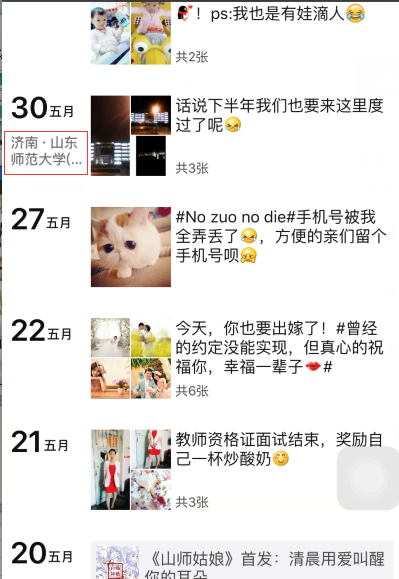 ！ps:我也是有娃滴人😂
共2张
30五月
济南 · 山东
师范大学(...
话说下半年我们也要来这里度
过了呢😝
共3张
27五月
#No zuo no die#手机号被我
全弄丢了😝，方便的亲们留个
手机号呗🤗
22五月
今天，你也要出嫁了！#曾经
的约定没能实现，但真心的祝
福你，幸福一辈子💋#
共6张
21五月
教师资格证面试结束，奖励自
己一杯炒酸奶😋
共3张
20五月
《山师姑娘》首发：清晨用爱叫醒
你的耳朵